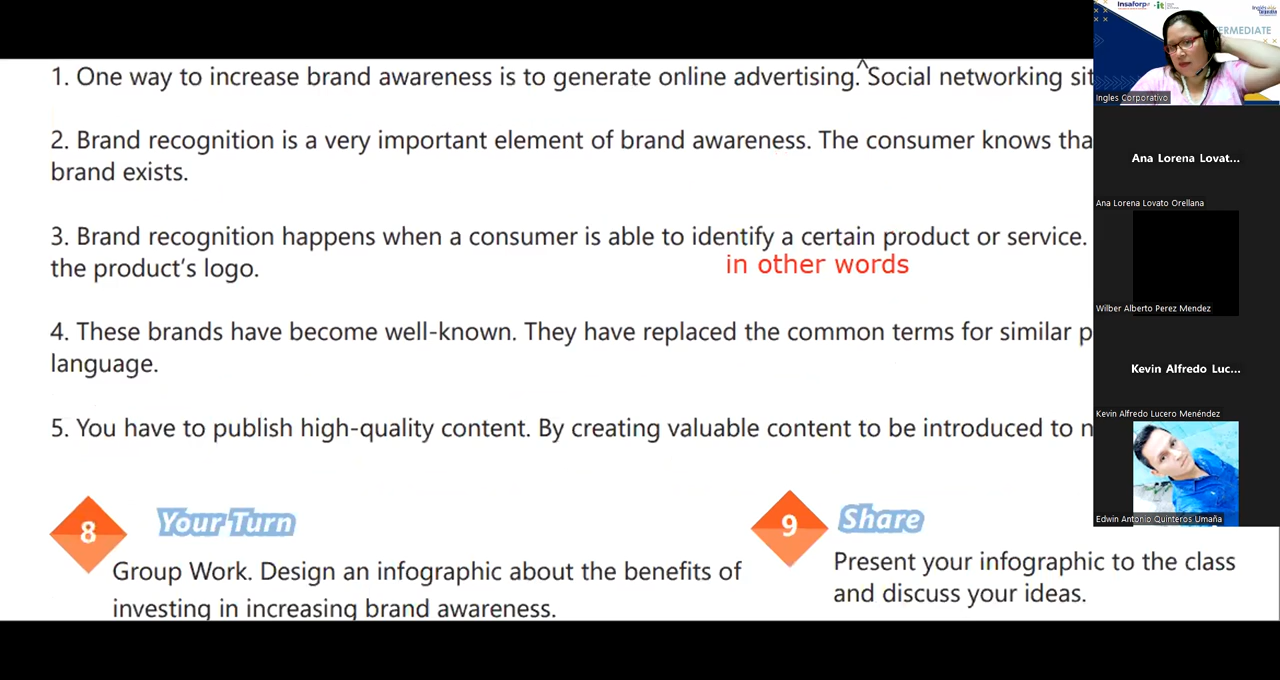 1. One way to increase brand awareness is to generate online advertising.^Social networking sit
2. Brand recognition is a very important element of brand awareness. The consumer knows tha
brand exists.
3. Brand recognition happens when a consumer is able to identify a certain product or service.
in other words
the product's logo.
4. These brands have become well-known. They have replaced the common terms for similar p
language.
5. You have to publish high-quality content. By creating valuable content to be introduced to n
8 Your Turn
Group Work. Design an infographic about the benefits of
investing in increasing brand awareness.
9 Share
Present your infographic to the class
and discuss your ideas.
Insaforp
it
ERMEDIATE
Ingles Corporativo
Ana Lorena Lovat...
Ana Lorena Lovato Orellana
Wilber Alberto Perez Mendez
Kevin Alfredo Luc...
Kevin Alfredo Lucero Menéndez
Edwin Antonio Quinteros Umaña